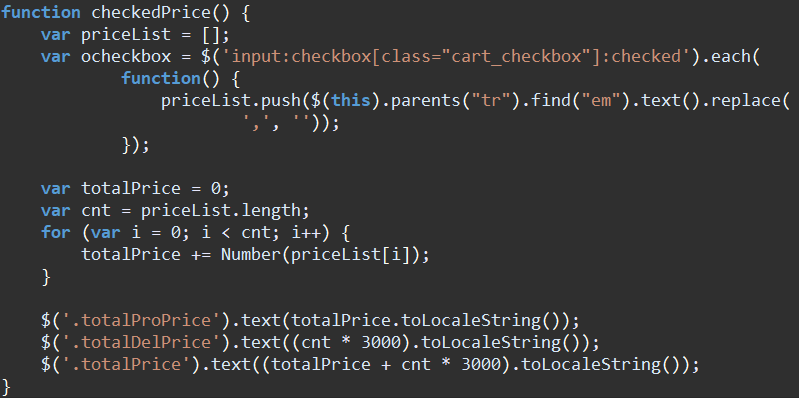 function checkedPrice() {
    var priceList = [];
    var ocheckbox = $('input:checkbox[class="cart_checkbox"]:checked').each(
            function() {
                priceList.push($(this).parents("tr").find("em").text().replace(
                        ',', ''));
            });

    var totalPrice = 0;
    var cnt = priceList.length;
    for (var i = 0; i < cnt; i++) {
        totalPrice += Number(priceList[i]);
    }

    $('.totalProPrice').text(totalPrice.toLocaleString());
    $('.totalDelPrice').text((cnt * 3000).toLocaleString());
    $('.totalPrice').text((totalPrice + cnt * 3000).toLocaleString());
}